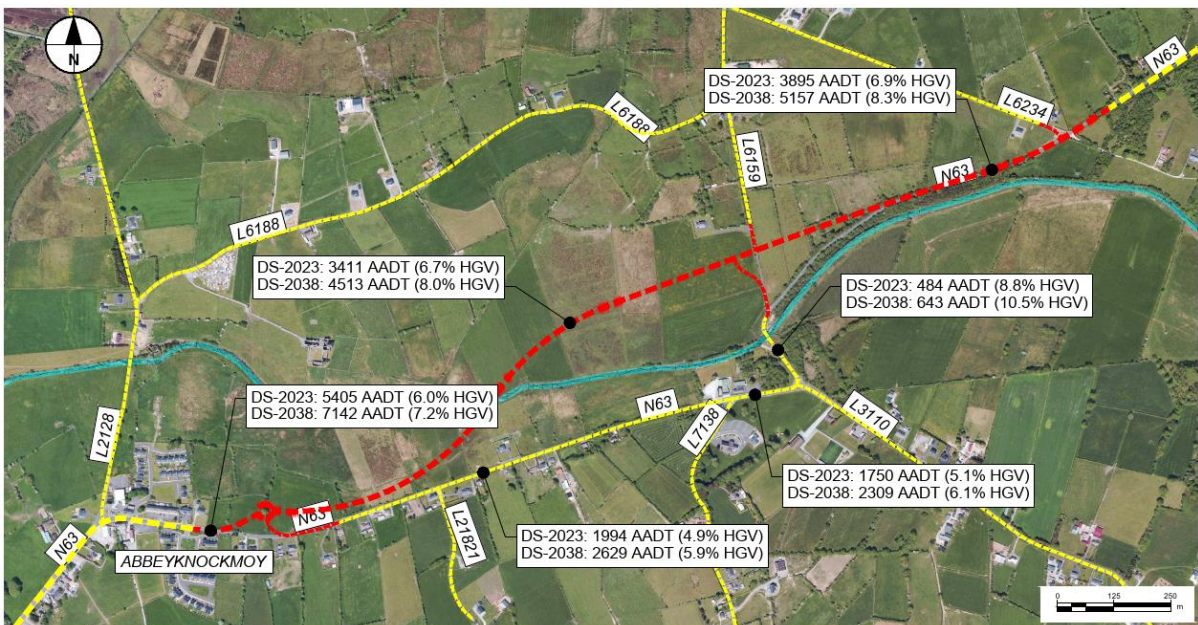 N
N63
DS-2023: 3895 AADT (6.9% HGV)
DS-2038: 5157 AADT (8.3% HGV)
L6234
L6188
L6159
N63
L6188
DS-2023: 3411 AADT (6.7% HGV)
DS-2038: 4513 AADT (8.0% HGV)
DS-2023: 484 AADT (8.8% HGV)
DS-2038: 643 AADT (10.5% HGV)
DS-2023: 5405 AADT (6.0% HGV)
DS-2038: 7142 AADT (7.2% HGV)
N63
L7138
L3110
L2128
DS-2023: 1750 AADT (5.1% HGV)
DS-2038: 2309 AADT (6.1% HGV)
N63
L21821
DS-2023: 1994 AADT (4.9% HGV)
DS-2038: 2629 AADT (5.9% HGV)
N63
ABBEYKNOCKMOY
0 125 250
m